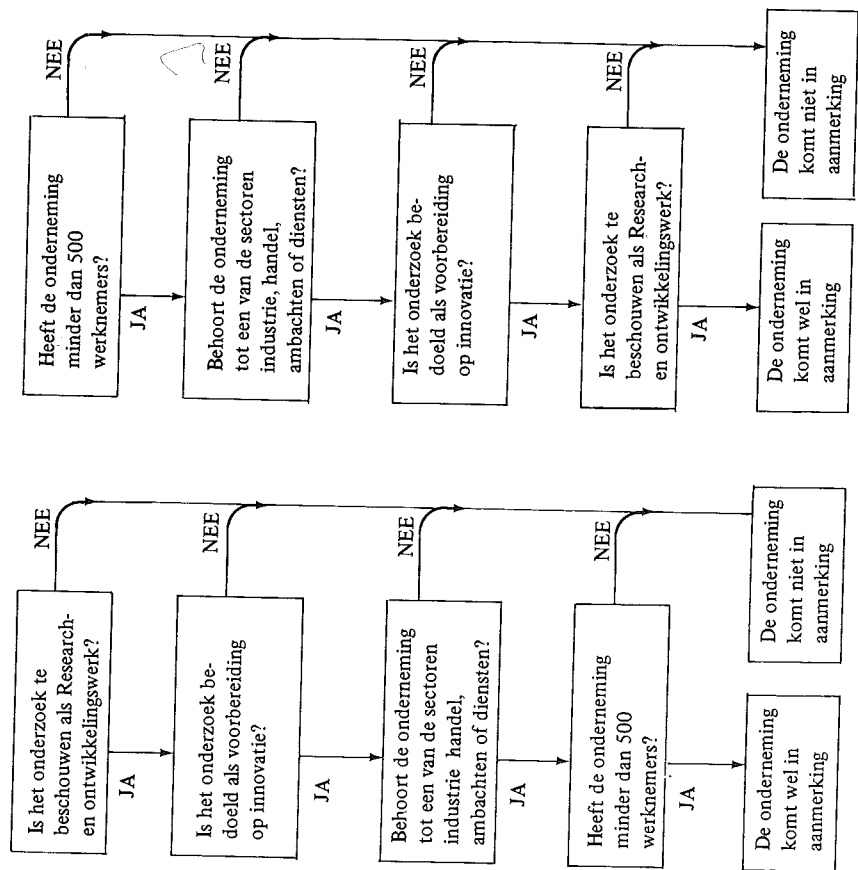 Is het onderzoek te
beschouwen als Research-
en ontwikkelingswerk?
NEE
JA
Is het onderzoek be-
doeld als voorbereiding
op innovatie?
NEE
JA
Behoort de onderneming
tot een van de sectoren
industrie handel,
ambachten of diensten?
NEE
JA
Heeft de onderneming
minder dan 500
werknemers?
NEE
JA
De onderneming
komt wel in
aanmerking
De onderneming
komt niet in
aanmerking
Heeft de onderneming
minder dan 500
werknemers?
NEE
JA
Behoort de onderneming
tot een van de sectoren
industrie, handel,
ambachten of diensten?
NEE
JA
Is het onderzoek be-
doeld als voorbereiding
op innovatie?
NEE
JA
Is het onderzoek te
beschouwen als Research-
en ontwikkelingswerk?
NEE
JA
De onderneming
komt wel in
aanmerking
De onderneming
komt niet in
aanmerking